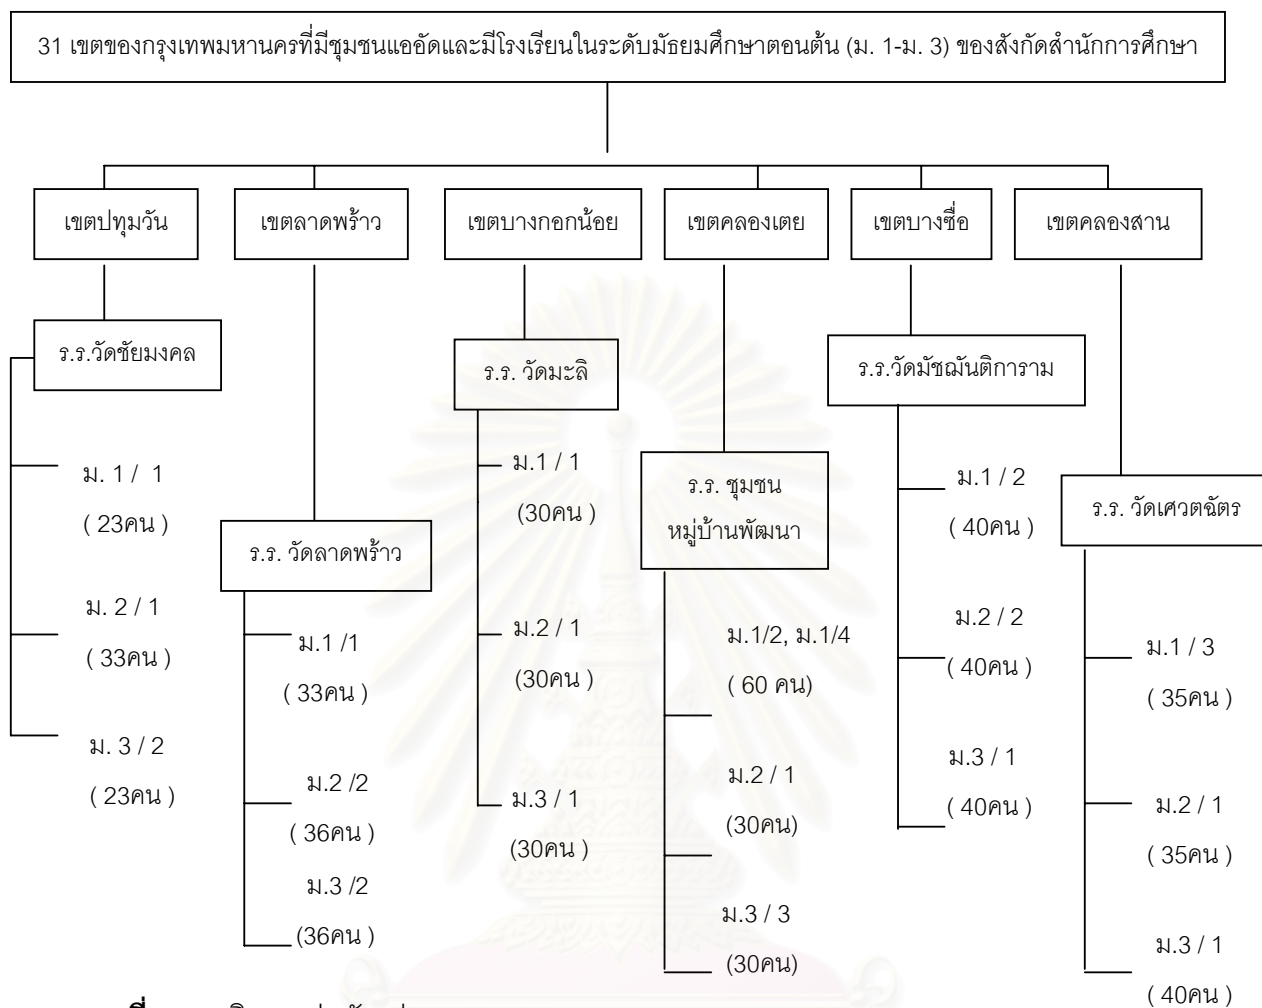 31 เขตของกรุงเทพมหานครที่มีชุมชนแออัดและมีโรงเรียนในระดับมัธยมศึกษาตอนต้น (ม. 1-ม. 3) ของสังกัดสำนักการศึกษา
เขตปทุมวัน
เขตลาดพร้าว
เขตบางกอกน้อย
เขตคลองเตย
เขตบางซื่อ
เขตคลองสาน
ร.ร.วัดชัยมงคล
ม. 1 / 1
( 23คน )
ม. 2 / 1
( 33คน )
ม. 3 / 2
( 23คน )
ร.ร. วัดลาดพร้าว
ม.1 /1
( 33คน )
ม.2 /2
( 36คน )
ม.3 /2
(36คน )
ร.ร. วัดมะลิ
ม.1 / 1
(30คน )
ม.2 / 1
(30คน )
ม.3 / 1
(30คน )
ร.ร. ชุมชน
หมู่บ้านพัฒนา
ม.1/2, ม.1/4
( 60 คน)
ม.2 / 1
(30คน)
ม.3 / 3
(30คน)
ร.ร.วัดมัชฌันติการาม
ม.1 / 2
( 40คน )
ม.2 / 2
( 40คน )
ม.3 / 1
( 40คน )
ร.ร. วัดเศวตฉัตร
ม.1 / 3
( 35คน )
ม.2 / 1
( 35คน )
ม.3 / 1
( 40คน )